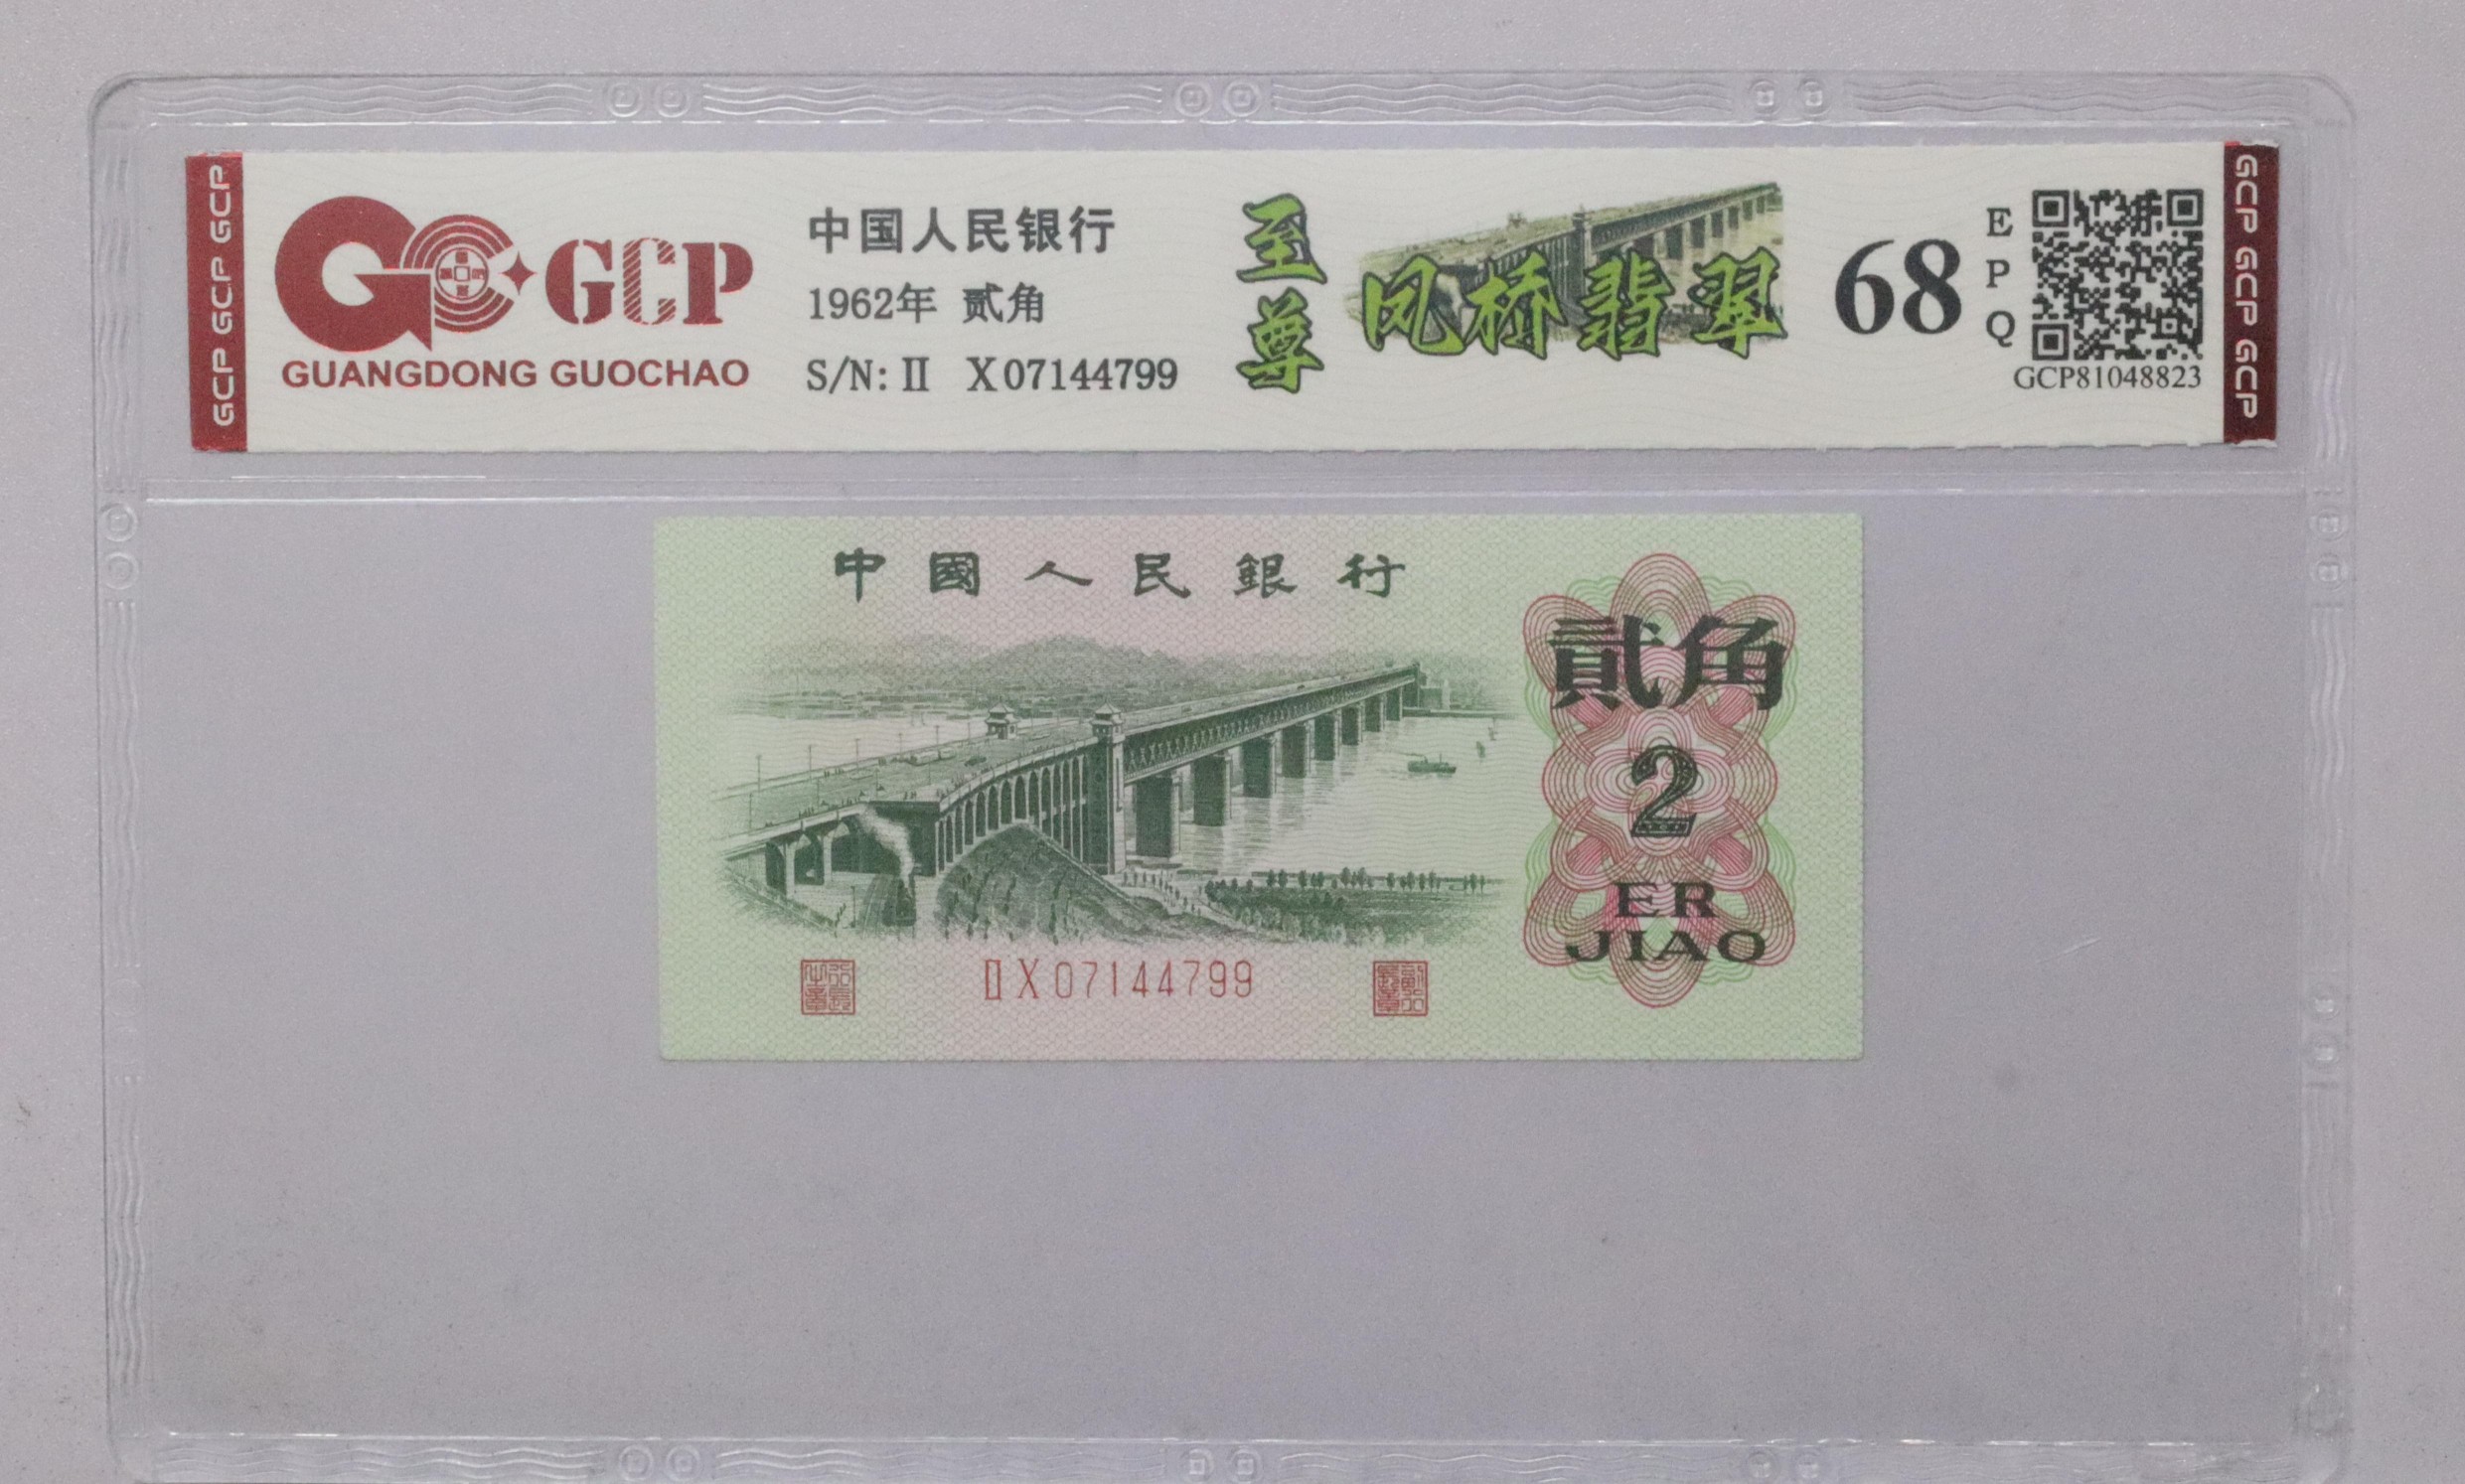 GCP GCP GCP
GCP
GUANGDONG GUOCHAO
中国人民银行
1962年 贰角
S/N: II X07144799
至尊
凤桥翡翠
68
EPQ
GCP81048823
GCP GCP GCP
中國人民銀行
貳角
2
ER
JIAO
II X 07144799